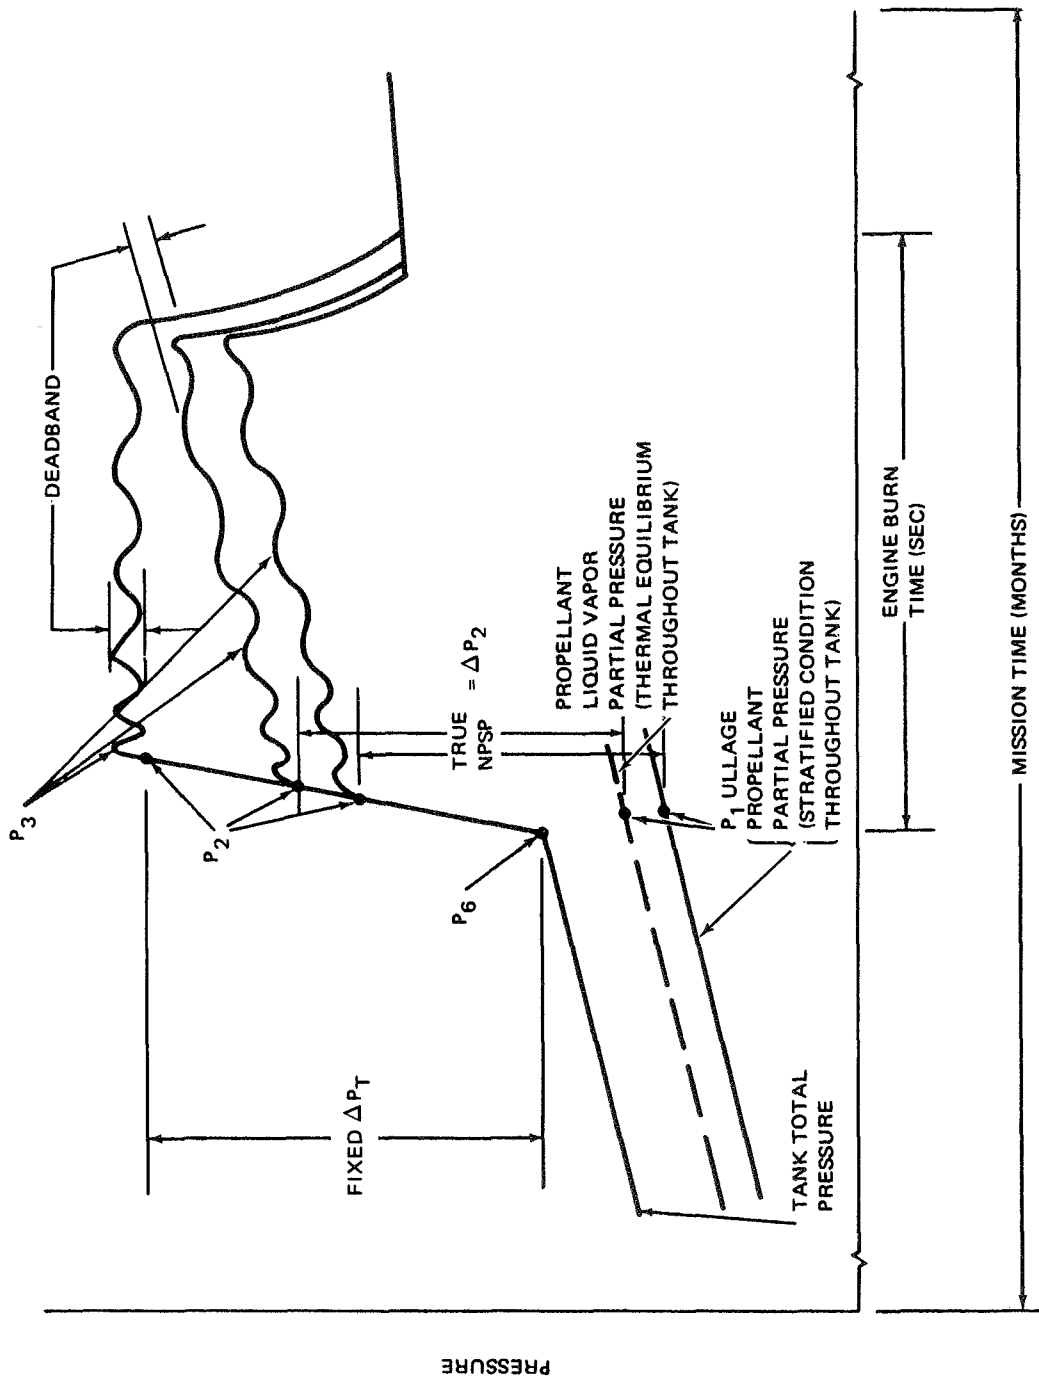 P3
DEADBAND
P2
FIXED ΔPT
P6
TRUE
NPSP
= ΔP2
PROPELLANT
LIQUID VAPOR
PARTIAL PRESSURE
(THERMAL EQUILIBRIUM
THROUGHOUT TANK)
P1 ULLAGE
PROPELLANT
PARTIAL PRESSURE
(STRATIFIED CONDITION
THROUGHOUT TANK)
TANK TOTAL
PRESSURE
ENGINE BURN
TIME (SEC)
MISSION TIME (MONTHS)
PRESSURE